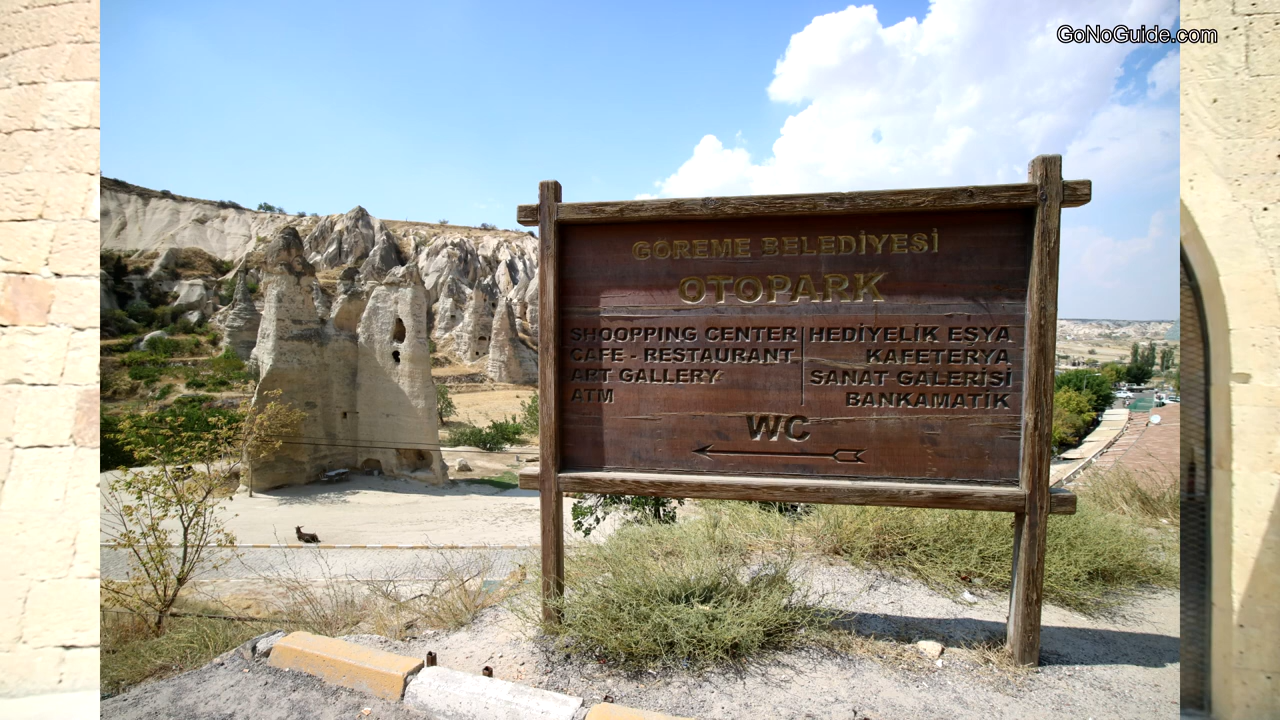 GoNoGuide.com
GÖREME BELEDİYESİ
OTOPARK
SHOOPPING CENTER
CAFE - RESTAURANT
ART GALLERY
ATM
HEDİYELİK EŞYA
KAFETERYA
SANAT GALERİSİ
BANKAMATİK
WC